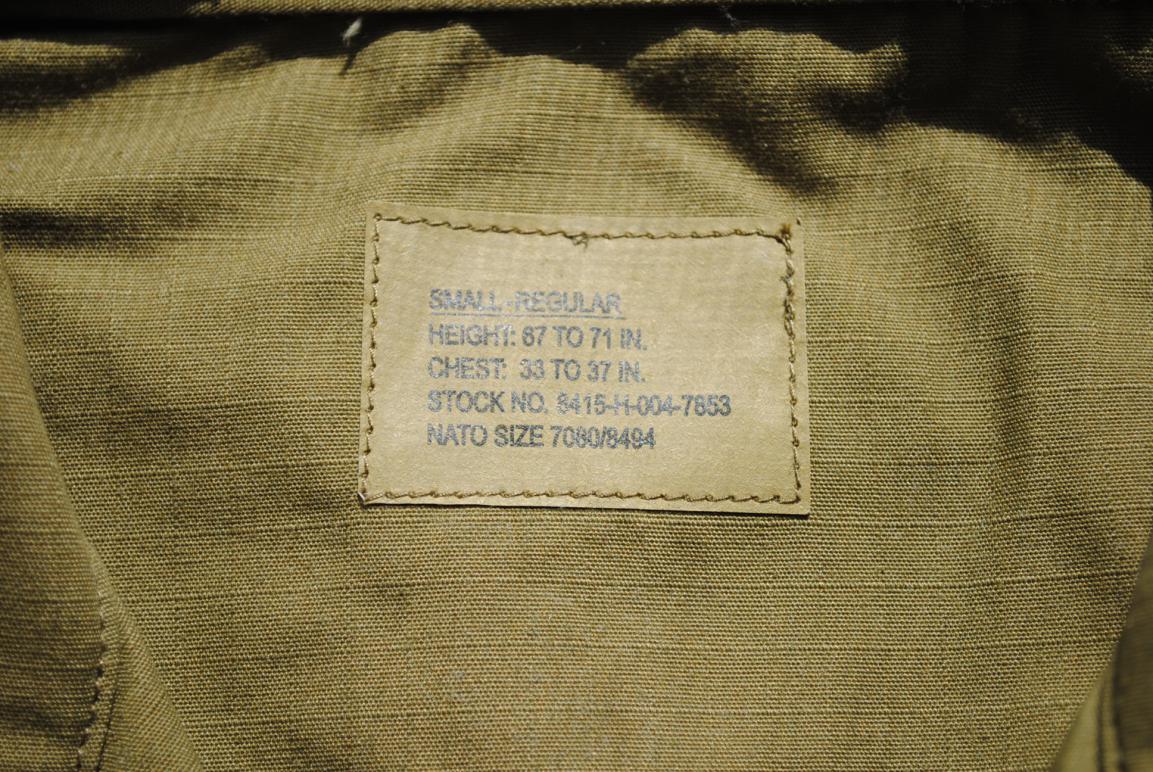 SMALL-REGULAR
HEIGHT: 67 TO 71 IN.
CHEST: 33 TO 37 IN.
STOCK NO. 8415-H-004-7853
NATO SIZE 7080/8494